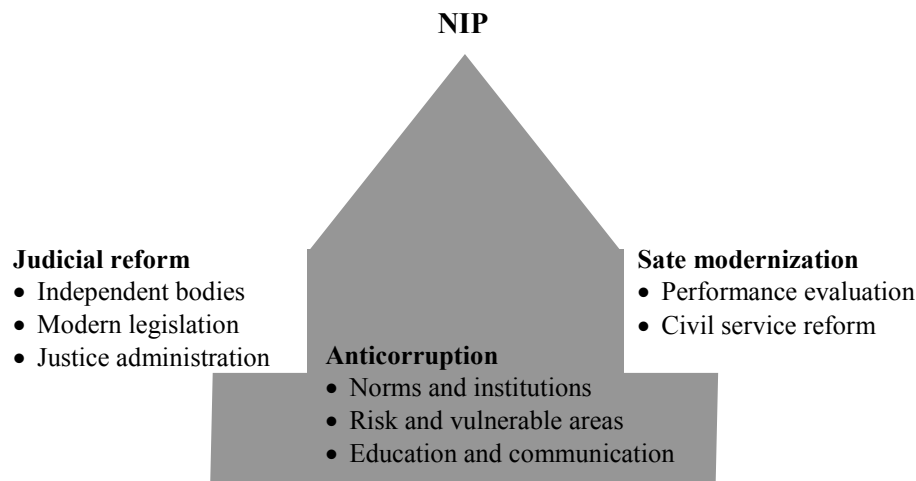 NIP
Judicial reform
• Independent bodies
• Modern legislation
• Justice administration
Sate modernization
• Performance evaluation
• Civil service reform
Anticorruption
• Norms and institutions
• Risk and vulnerable areas
• Education and communication